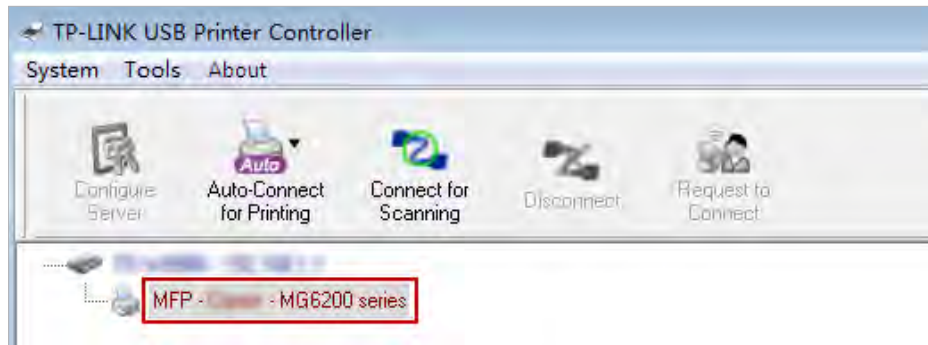 TP-LINK USB Printer Controller
System Tools About
Auto
Configure Server
Auto-Connect for Printing
Connect for Scanning
Disconnect
Request to Connect
MFP - - MG6200 series